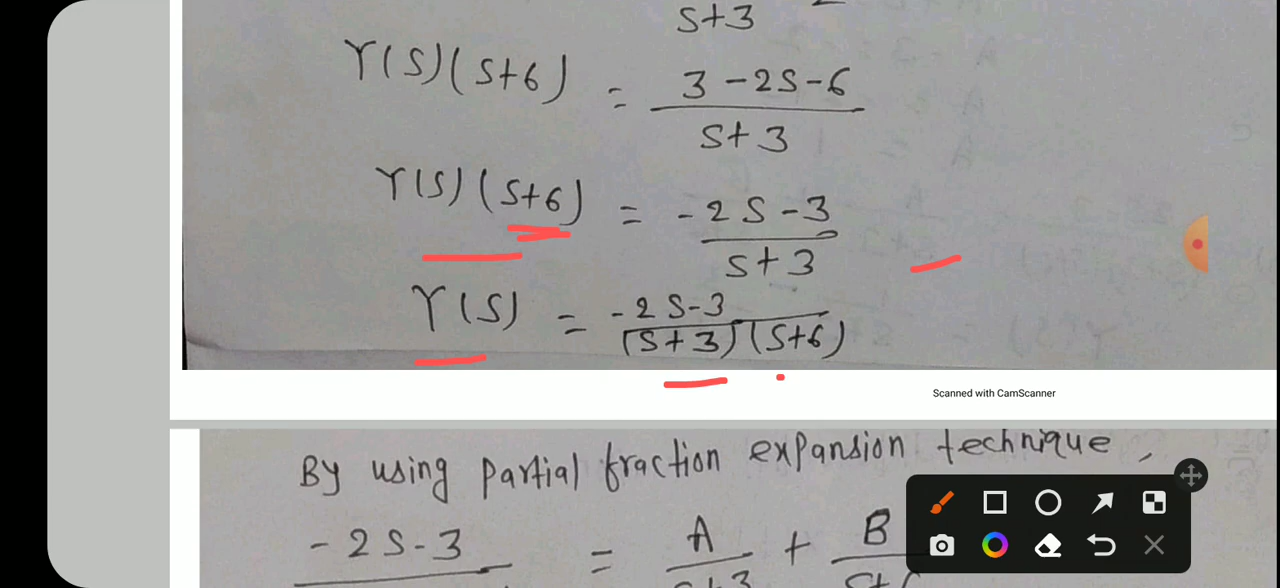 s+3
Y(s)(s+6) = 3-2s-6
s+3
Y(s)(s+6) = -2s-3
s+3
Y(s) = -2s-3
(s+3)(s+6)
Scanned with CamScanner
By using partial fraction expansion technique,
-2s-3 = A + B